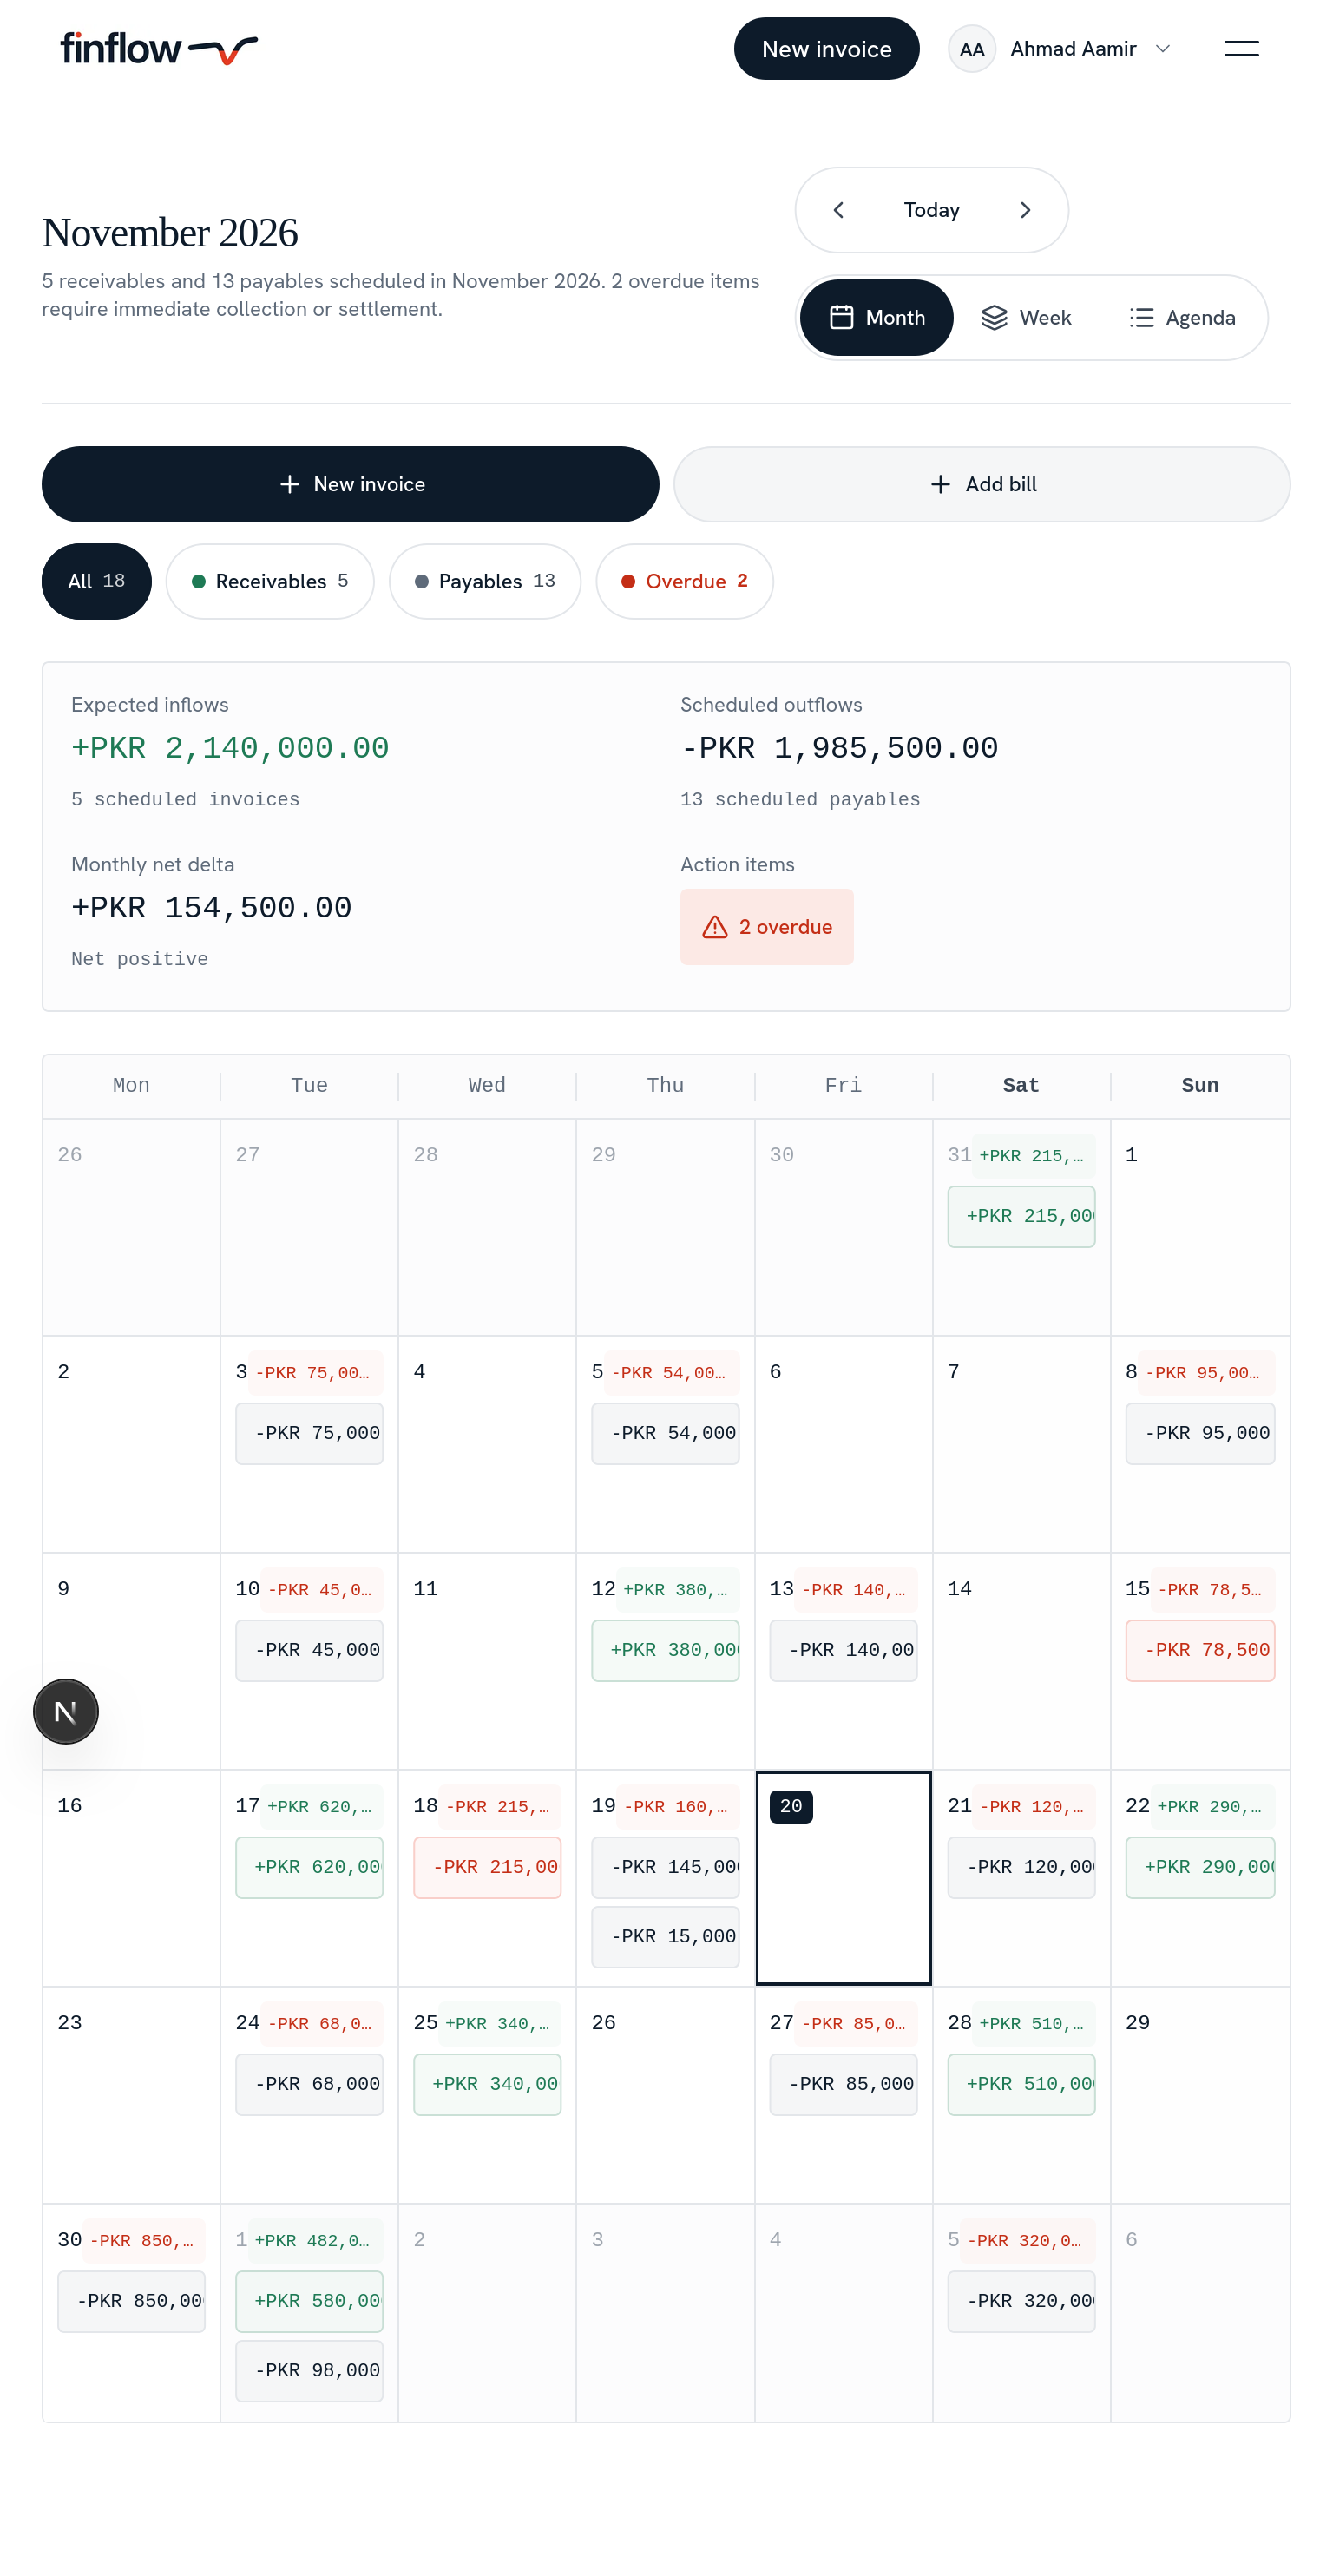 finflow
New invoice
AA Ahmad Aamir
November 2026
5 receivables and 13 payables scheduled in November 2026. 2 overdue items
require immediate collection or settlement.
Today
Month Week Agenda
New invoice
Add bill
All 18 Receivables 5 Payables 13 Overdue 2
Expected inflows Scheduled outflows
+PKR 2,140,000.00 -PKR 1,985,500.00
5 scheduled invoices 13 scheduled payables
Monthly net delta Action items
+PKR 154,500.00 2 overdue
Net positive
Mon Tue Wed Thu Fri Sat Sun
26 27 28 29 30 31 +PKR 215,… 1
+PKR 215,000
2 3 -PKR 75,00… 4 5 -PKR 54,00… 6 7 8 -PKR 95,00…
-PKR 75,000 -PKR 54,000 -PKR 95,000
9 10 -PKR 45,0… 11 12 +PKR 380,… 13 -PKR 140,… 14 15 -PKR 78,5…
-PKR 45,000 +PKR 380,000 -PKR 140,000 -PKR 78,500
N
16 17 +PKR 620,… 18 -PKR 215,… 19 -PKR 160,… 20 21 -PKR 120,… 22 +PKR 290,…
+PKR 620,000 -PKR 215,00 -PKR 145,000 -PKR 120,000 +PKR 290,000
-PKR 15,000
23 24 -PKR 68,0… 25 +PKR 340,… 26 27 -PKR 85,0… 28 +PKR 510,… 29
-PKR 68,000 +PKR 340,00 -PKR 85,000 +PKR 510,000
30 -PKR 850,… 1 +PKR 482,0… 2 3 4 5 -PKR 320,0… 6
-PKR 850,000 +PKR 580,000 -PKR 320,000
-PKR 98,000